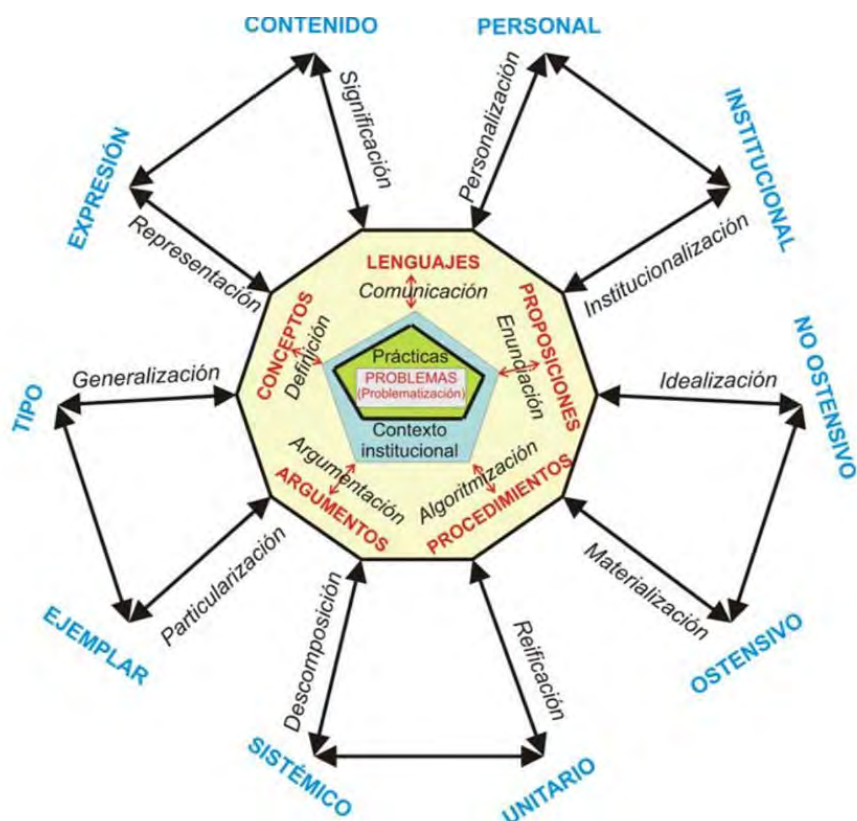 CONTENIDO
PERSONAL
Significación
Personalización
EXPRESIÓN
INSTITUCIONAL
Representación
Institucionalización
LENGUAJES
Comunicación
CONCEPTOS
Definición
PROPOSICIONES
Enunciación
Prácticas
PROBLEMAS
(Problematización)
Contexto
institucional
TIPO
Generalización
Idealización
NO OSTENSIVO
Argumentación
ARGUMENTOS
Algoritmización
PROCEDIMIENTOS
EJEMPLAR
Particularización
Materialización
OSTENSIVO
Descomposición
Reificación
SISTÉMICO
UNITARIO